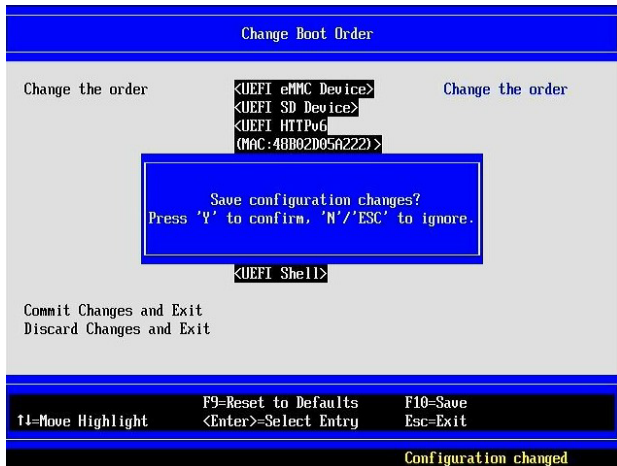 Change Boot Order
Change the order
<UEFI eMMC Device>
Change the order
<UEFI SD Device>
<UEFI HTTPv6
(MAC:48B02D05A222)>
Save configuration changes?
Press 'Y' to confirm, 'N'/'ESC' to ignore.
<UEFI Shell>
Commit Changes and Exit
Discard Changes and Exit
F9=Reset to Defaults
F10=Save
↑↓=Move Highlight
<Enter>=Select Entry
Esc=Exit
Configuration changed